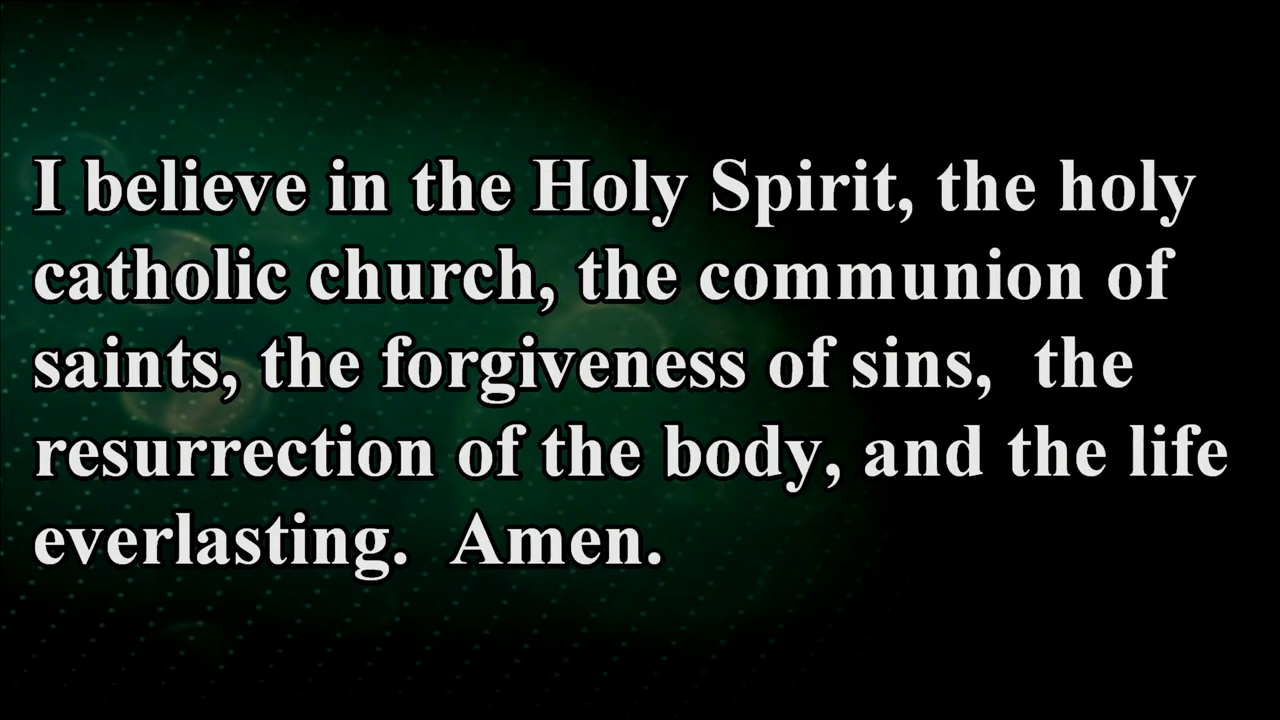 I believe in the Holy Spirit, the holy
catholic church, the communion of
saints, the forgiveness of sins,  the
resurrection of the body, and the life
everlasting.  Amen.